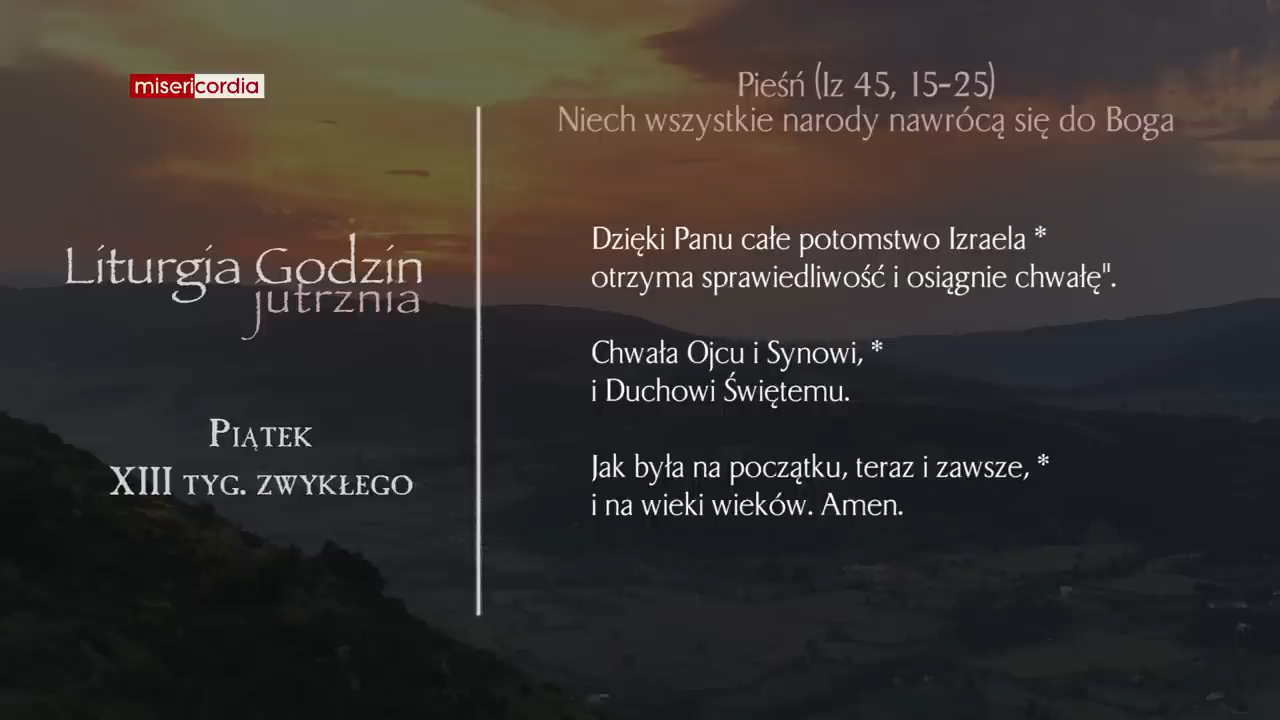 misericordia
Liturgia Godzin
jutrznia
Piątek
XIII tyg. zwykłego
Pieśń (Iz 45, 15-25)
Niech wszystkie narody nawrócą się do Boga
Dzięki Panu całe potomstwo Izraela *
otrzyma sprawiedliwość i osiągnie chwałę".
Chwała Ojcu i Synowi, *
i Duchowi Świętemu.
Jak była na początku, teraz i zawsze, *
i na wieki wieków. Amen.